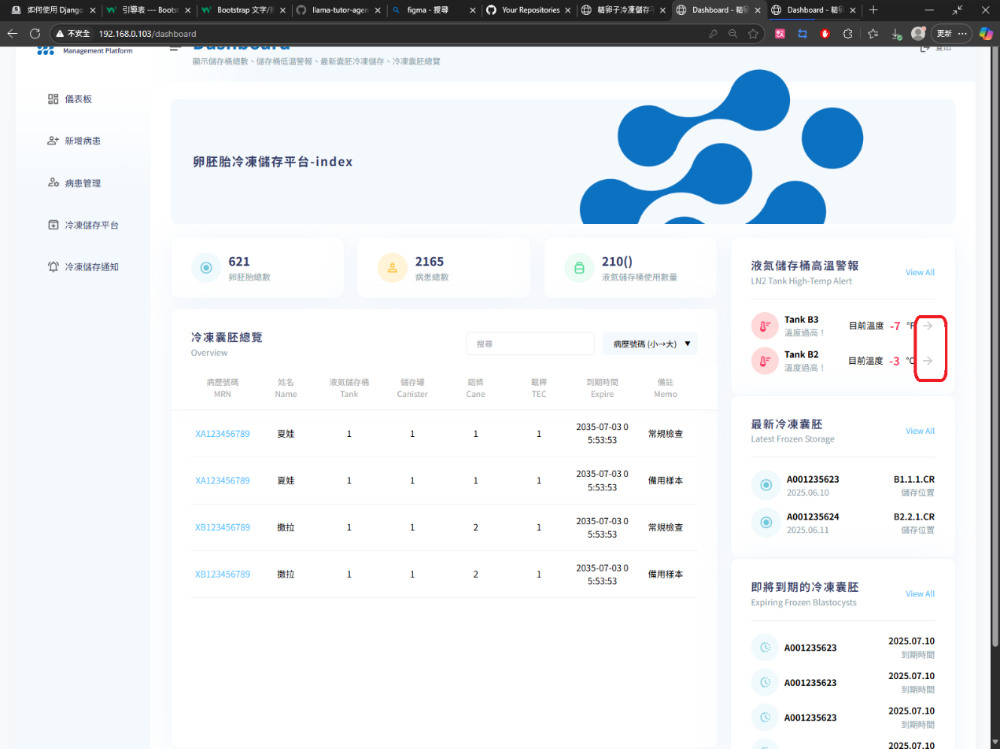 如何使用 Django
引導表 --- Boots
Bootstrap 文字/
llama-tutor-agen
figma - 搜尋
Your Repositories
豬卵子冷凍儲存平
Dashboard - 豬卵
Dashboard - 豬卵
不安全
192.168.0.103/dashboard
更新
Management Platform
Dashboard
登出
顯示儲存桶總數、儲存桶低溫警報、最新囊胚冷凍儲存、冷凍囊胚總覽
儀表板
新增病患
病患管理
冷凍儲存平台
冷凍儲存通知
卵胚胎冷凍儲存平台-index
621
卵胚胎總數
2165
病患總數
210()
液氮儲存桶使用數量
冷凍囊胚總覽
Overview
搜尋
病歷號碼 (小→大) ▼
病歷號碼 姓名 液氮儲存桶 儲存罐 鋁條 載桿 到期時間 備註
MRN Name Tank Canister Cane TEC Expire Memo
XA123456789 夏娃 1 1 1 1 2035-07-03 0
5:53:53 常規檢查
XA123456789 夏娃 1 1 1 1 2035-07-03 0
5:53:53 備用樣本
XB123456789 撒拉 1 1 2 1 2035-07-03 0
5:53:53 常規檢查
XB123456789 撒拉 1 1 2 1 2035-07-03 0
5:53:53 備用樣本
液氮儲存桶高溫警報
LN2 Tank High-Temp Alert
View All
Tank B3
溫度過高！
目前溫度 -7 °F
Tank B2
溫度過高！
目前溫度 -3 °C
最新冷凍囊胚
Latest Frozen Storage
View All
A001235623 B1.1.1.CR
2025.06.10 儲存位置
A001235624 B2.2.1.CR
2025.06.11 儲存位置
即將到期的冷凍囊胚
Expiring Frozen Blastocysts
View All
A001235623
2025.07.10
到期時間
A001235623
2025.07.10
到期時間
A001235623
2025.07.10
到期時間
2025.07.10